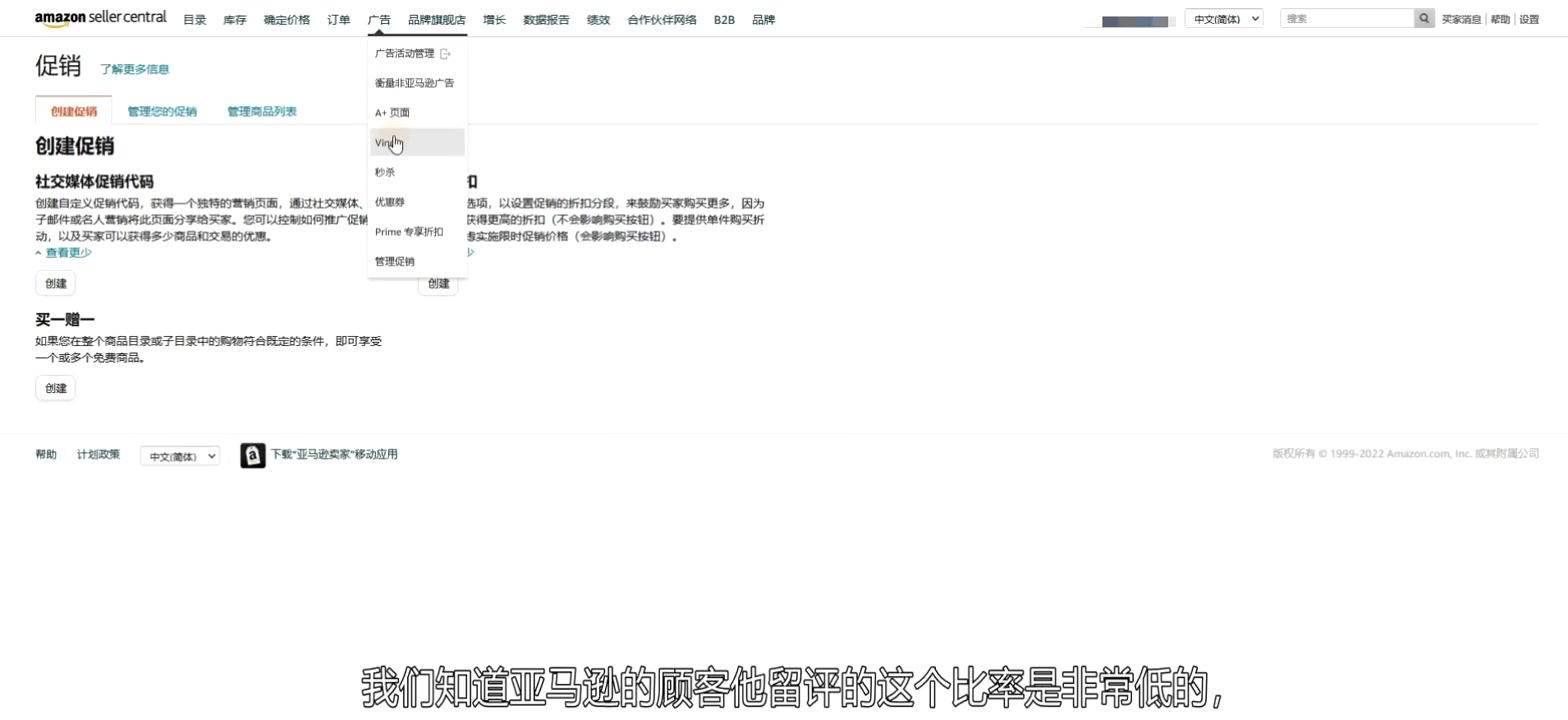 amazon seller central 目录 库存 确定价格 订单 广告 品牌旗舰店 增长 数据报告 绩效 合作伙伴网络 B2B 品牌 中文(简体) 搜索 买家消息 | 帮助 | 设置
促销 了解更多信息
创建促销 管理您的促销 管理商品列表
广告活动管理
衡量非亚马逊广告
A+ 页面
秒杀
优惠券
Prime 专享折扣
管理促销
创建促销
社交媒体促销代码
创建自定义促销代码，获得一个独特的营销页面，通过社交媒体、
子邮件或名人营销将此页面分享给买家。您可以控制如何推广促销
动，以及买家可以获得多少商品和交易的优惠。
查看更少
创建
扣
选项，以设置促销的折扣分段，来鼓励买家购买更多，因为
获得更高的折扣（不会影响购买按钮）。要提供单件购买折
虑实施限时促销价格（会影响购买按钮）。
创建
买一赠一
如果您在整个商品目录或子目录中的购物符合既定的条件，即可享受
一个或多个免费商品。
创建
帮助 计划政策 中文(简体) 下载“亚马逊卖家”移动应用 版权所有 © 1999-2022 Amazon.com, Inc. 或其附属公司
我们知道亚马逊的顾客他留评的这个比率是非常低的，